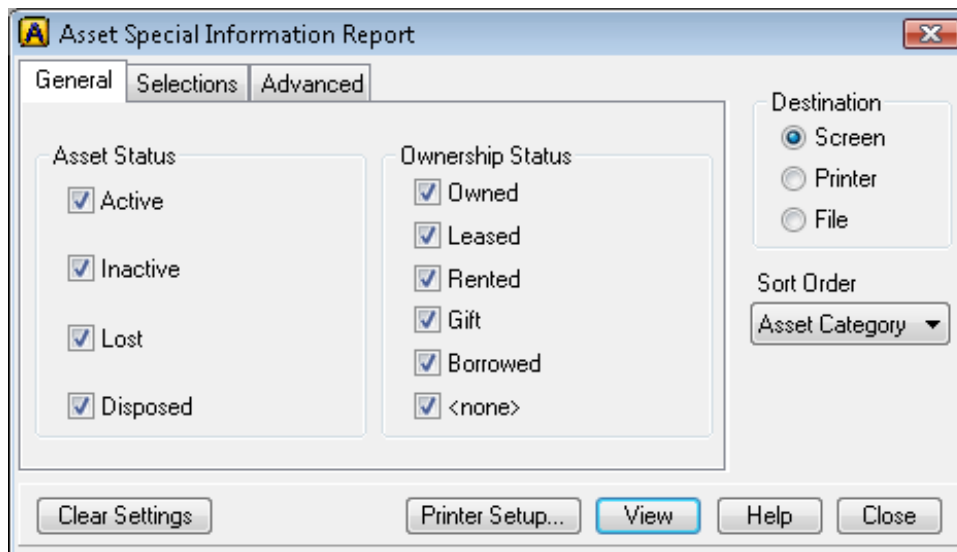 A Asset Special Information Report
General Selections Advanced
Asset Status
Active
Inactive
Lost
Disposed
Ownership Status
Owned
Leased
Rented
Gift
Borrowed
<none>
Destination
Screen
Printer
File
Sort Order
Asset Category
Clear Settings Printer Setup... View Help Close